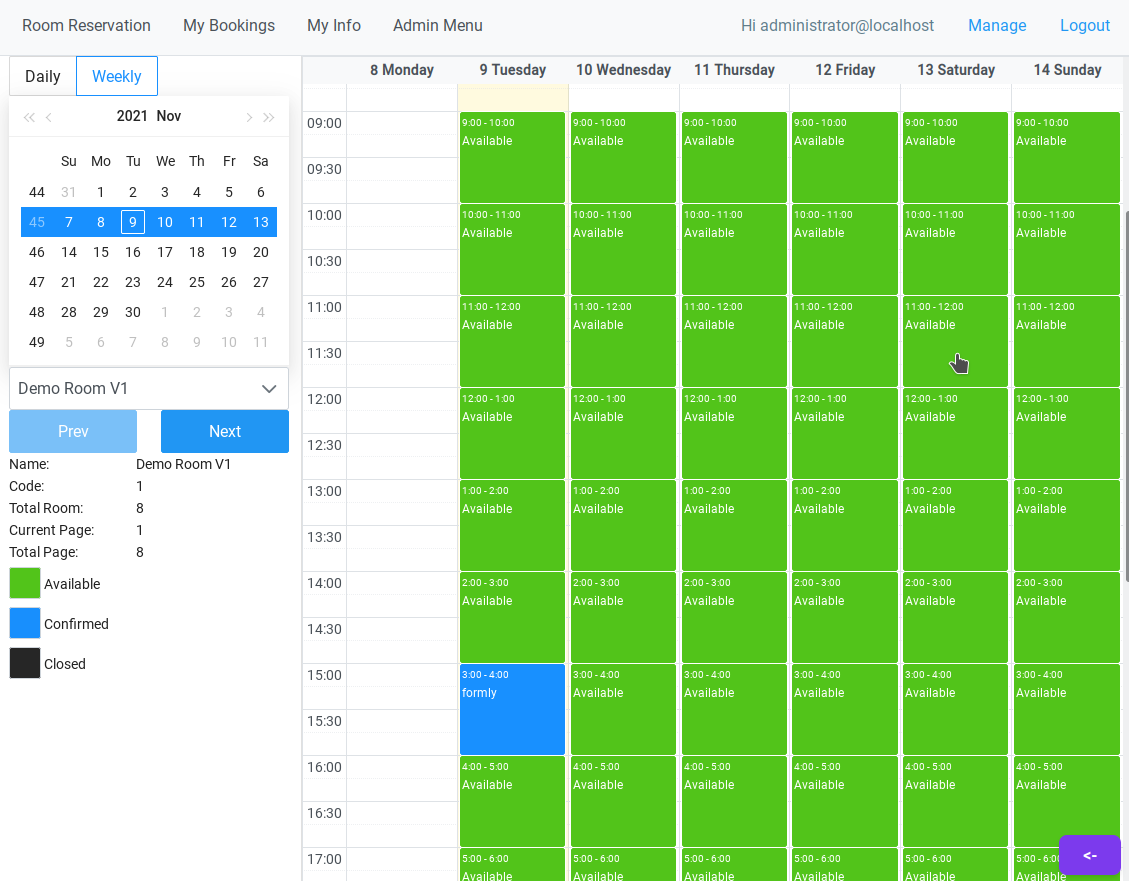 Room Reservation My Bookings My Info Admin Menu Hi administrator@localhost Manage Logout
Daily Weekly
« ‹ 2021 Nov › »
Su Mo Tu We Th Fr Sa
44 31 1 2 3 4 5 6
45 7 8 9 10 11 12 13
46 14 15 16 17 18 19 20
47 21 22 23 24 25 26 27
48 28 29 30 1 2 3 4
49 5 6 7 8 9 10 11
Demo Room V1
Prev Next
Name: Demo Room V1
Code: 1
Total Room: 8
Current Page: 1
Total Page: 8
Available
Confirmed
Closed
8 Monday 9 Tuesday 10 Wednesday 11 Thursday 12 Friday 13 Saturday 14 Sunday
09:00 9:00 - 10:00 9:00 - 10:00 9:00 - 10:00 9:00 - 10:00 9:00 - 10:00 9:00 - 10:00
Available Available Available Available Available Available
09:30
10:00 10:00 - 11:00 10:00 - 11:00 10:00 - 11:00 10:00 - 11:00 10:00 - 11:00 10:00 - 11:00
Available Available Available Available Available Available
10:30
11:00 11:00 - 12:00 11:00 - 12:00 11:00 - 12:00 11:00 - 12:00 11:00 - 12:00 11:00 - 12:00
Available Available Available Available Available Available
11:30
12:00 12:00 - 1:00 12:00 - 1:00 12:00 - 1:00 12:00 - 1:00 12:00 - 1:00 12:00 - 1:00
Available Available Available Available Available Available
12:30
13:00 1:00 - 2:00 1:00 - 2:00 1:00 - 2:00 1:00 - 2:00 1:00 - 2:00 1:00 - 2:00
Available Available Available Available Available Available
13:30
14:00 2:00 - 3:00 2:00 - 3:00 2:00 - 3:00 2:00 - 3:00 2:00 - 3:00 2:00 - 3:00
Available Available Available Available Available Available
14:30
15:00 3:00 - 4:00 3:00 - 4:00 3:00 - 4:00 3:00 - 4:00 3:00 - 4:00 3:00 - 4:00
formly Available Available Available Available Available
15:30
16:00 4:00 - 5:00 4:00 - 5:00 4:00 - 5:00 4:00 - 5:00 4:00 - 5:00 4:00 - 5:00
Available Available Available Available Available Available
16:30
17:00 5:00 - 6:00 5:00 - 6:00 5:00 - 6:00 5:00 - 6:00 5:00 - 6:00 5:00 - 6:00
Available Available Available Available Available Available
<-